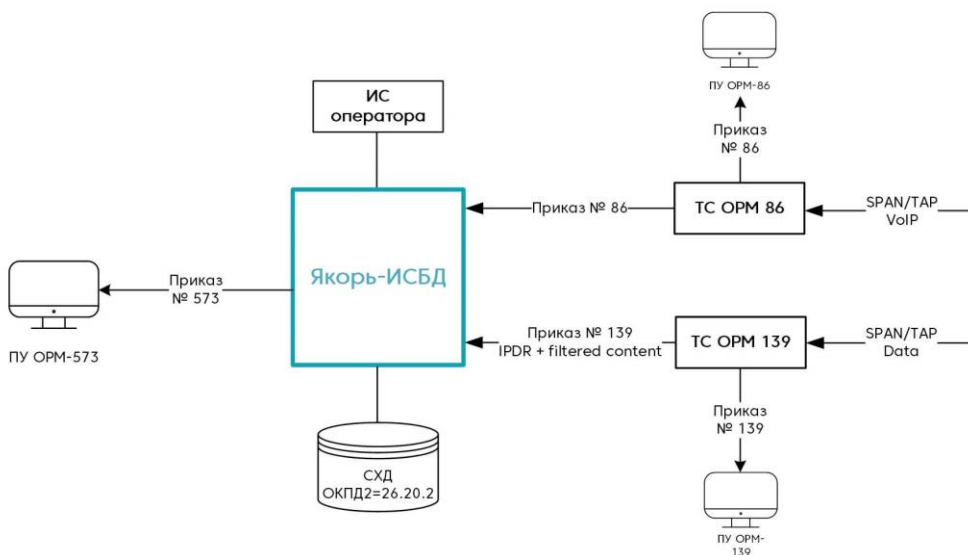 ПУ ОРМ-86
ИС
оператора
Приказ
№ 86
Приказ № 86
ТС ОРМ 86
SPAN/TAP
VoIP
Якорь-ИСБД
Приказ
№ 573
ПУ ОРМ-573
Приказ № 139
IPDR + filtered content
ТС ОРМ 139
SPAN/TAP
Data
Приказ
№ 139
СХД
ОКПД2=26.20.2
ПУ ОРМ-
139